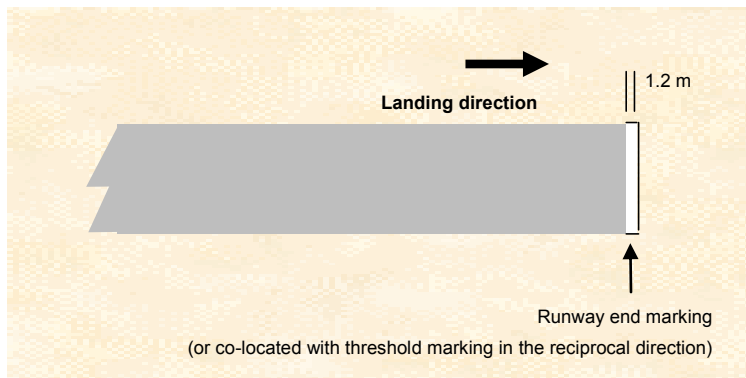 1.2 m
Landing direction
Runway end marking
(or co-located with threshold marking in the reciprocal direction)